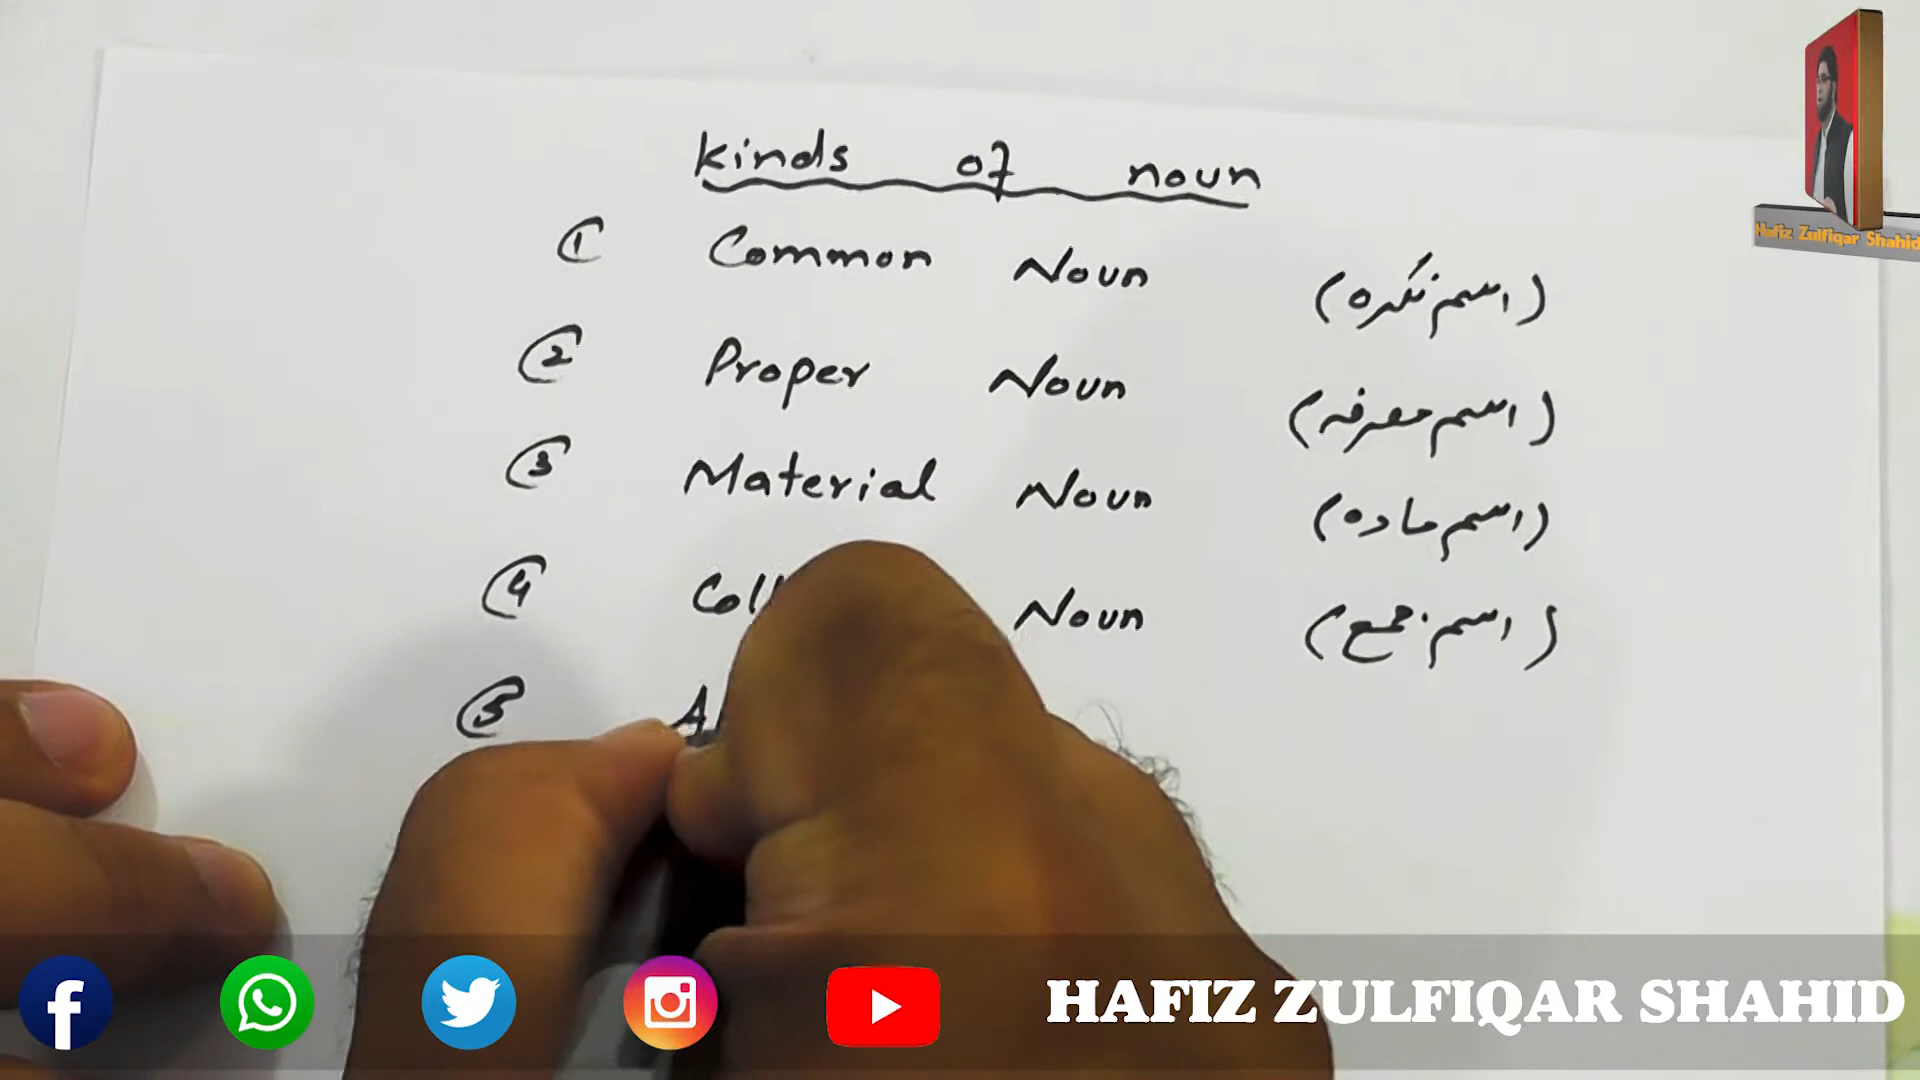 Kinds of noun
① Common Noun (اسم نکرہ)
② Proper Noun (اسم معرفہ)
③ Material Noun (اسم مادہ)
④ Noun (اسم جمع)
⑤
Hafiz Zulfiqar Shahid
HAFIZ ZULFIQAR SHAHID